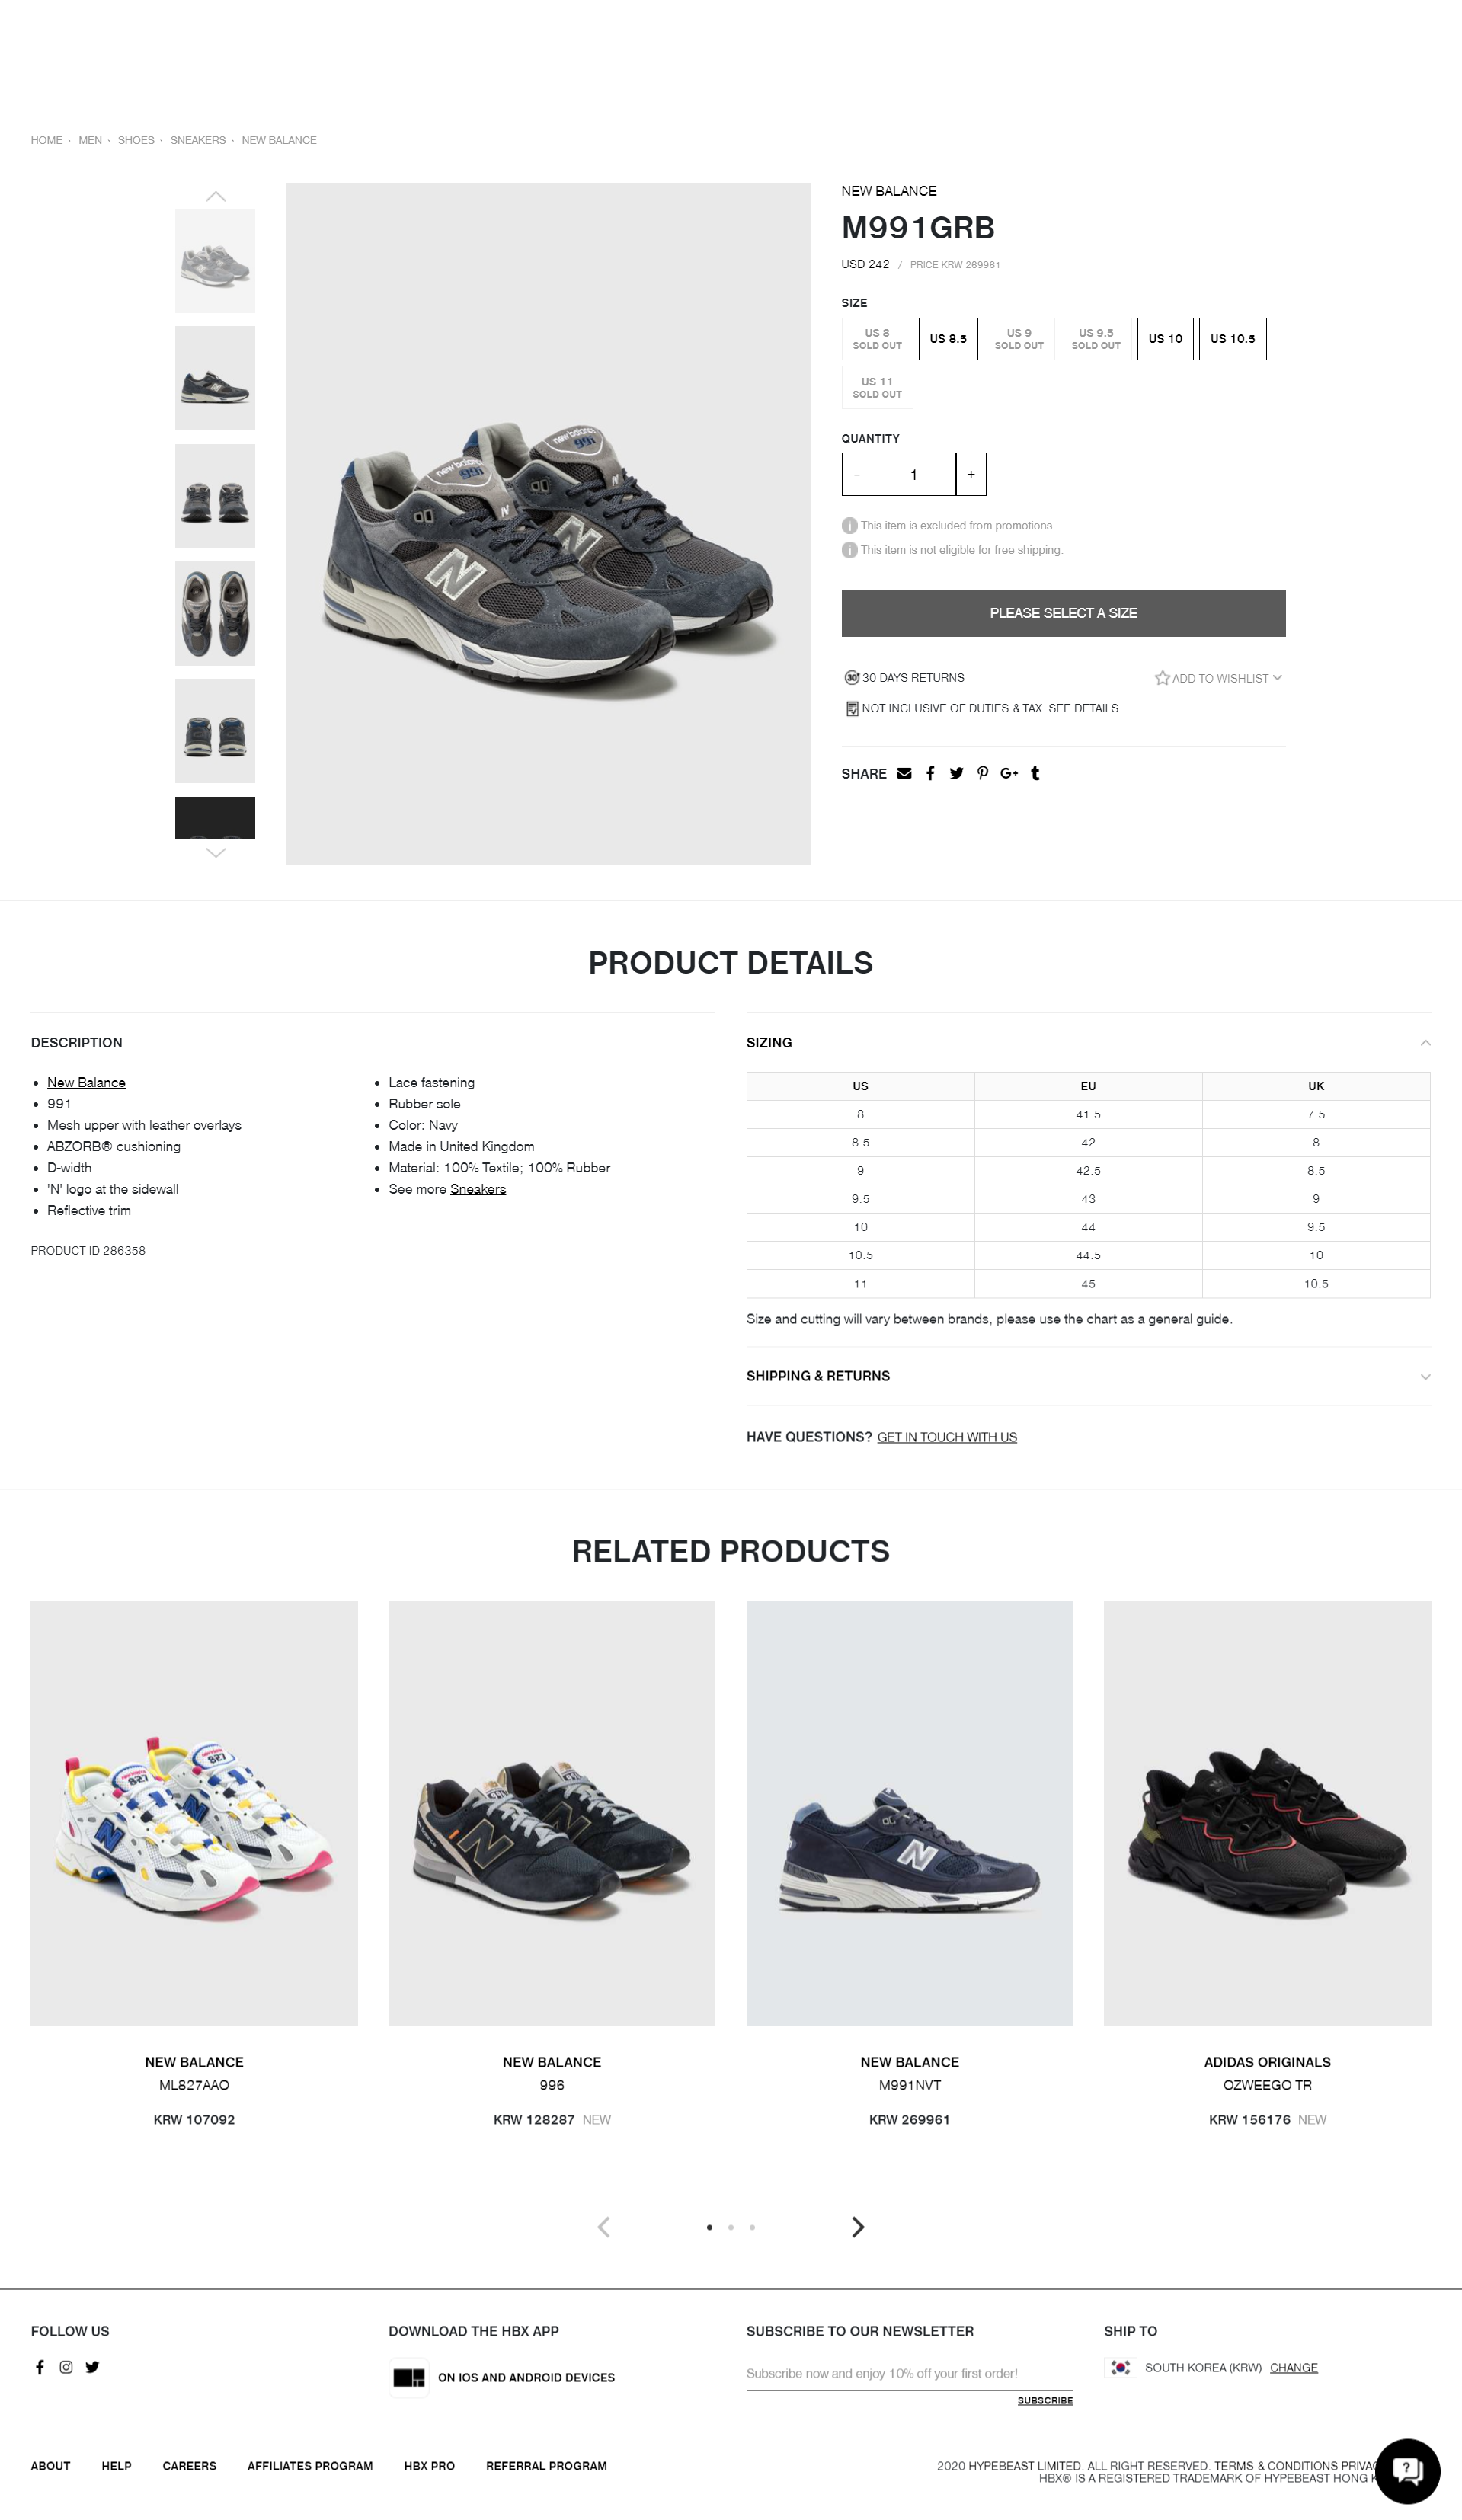 HOME › MEN › SHOES › SNEAKERS › NEW BALANCE
NEW BALANCE
M991GRB
USD 242 / PRICE KRW 269961
SIZE
US 8 SOLD OUT
US 8.5
US 9 SOLD OUT
US 9.5 SOLD OUT
US 10
US 10.5
US 11 SOLD OUT
QUANTITY
- 1 +
This item is excluded from promotions.
This item is not eligible for free shipping.
PLEASE SELECT A SIZE
30 DAYS RETURNS
ADD TO WISHLIST
NOT INCLUSIVE OF DUTIES & TAX. SEE DETAILS
SHARE
PRODUCT DETAILS
DESCRIPTION
• New Balance
• 991
• Mesh upper with leather overlays
• ABZORB® cushioning
• D-width
• 'N' logo at the sidewall
• Reflective trim
• Lace fastening
• Rubber sole
• Color: Navy
• Made in United Kingdom
• Material: 100% Textile; 100% Rubber
• See more Sneakers
PRODUCT ID 286358
SIZING
US EU UK
8 41.5 7.5
8.5 42 8
9 42.5 8.5
9.5 43 9
10 44 9.5
10.5 44.5 10
11 45 10.5
Size and cutting will vary between brands, please use the chart as a general guide.
SHIPPING & RETURNS
HAVE QUESTIONS? GET IN TOUCH WITH US
RELATED PRODUCTS
NEW BALANCE
ML827AAO
KRW 107092
NEW BALANCE
996
KRW 128287 NEW
NEW BALANCE
M991NVT
KRW 269961
ADIDAS ORIGINALS
OZWEEGO TR
KRW 156176 NEW
FOLLOW US
DOWNLOAD THE HBX APP
ON IOS AND ANDROID DEVICES
SUBSCRIBE TO OUR NEWSLETTER
Subscribe now and enjoy 10% off your first order!
SUBSCRIBE
SHIP TO
SOUTH KOREA (KRW) CHANGE
ABOUT HELP CAREERS AFFILIATES PROGRAM HBX PRO REFERRAL PROGRAM
2020 HYPEBEAST LIMITED. ALL RIGHT RESERVED. TERMS & CONDITIONS
HBX® IS A REGISTERED TRADEMARK OF HYPEBEAST HONG